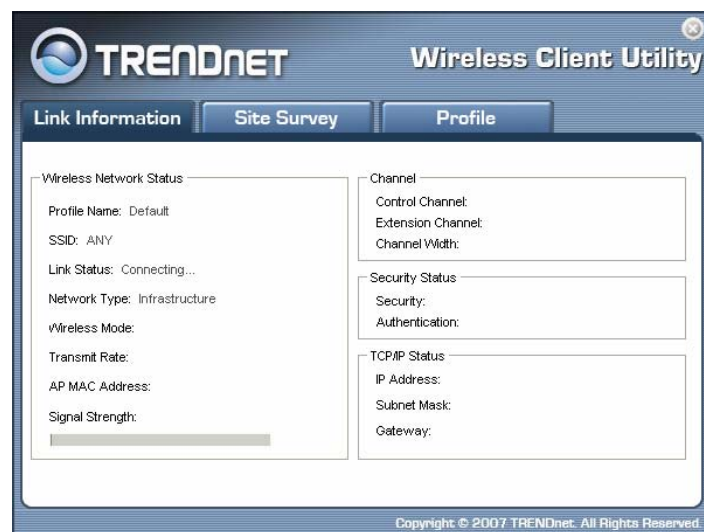 TRENDNET
Wireless Client Utility
Link Information
Site Survey
Profile
Wireless Network Status
Profile Name: Default
SSID: ANY
Link Status: Connecting...
Network Type: Infrastructure
Wireless Mode:
Transmit Rate:
AP MAC Address:
Signal Strength:
Channel
Control Channel:
Extension Channel:
Channel Width:
Security Status
Security:
Authentication:
TCP/IP Status
IP Address:
Subnet Mask:
Gateway:
Copyright © 2007 TRENDnet. All Rights Reserved.